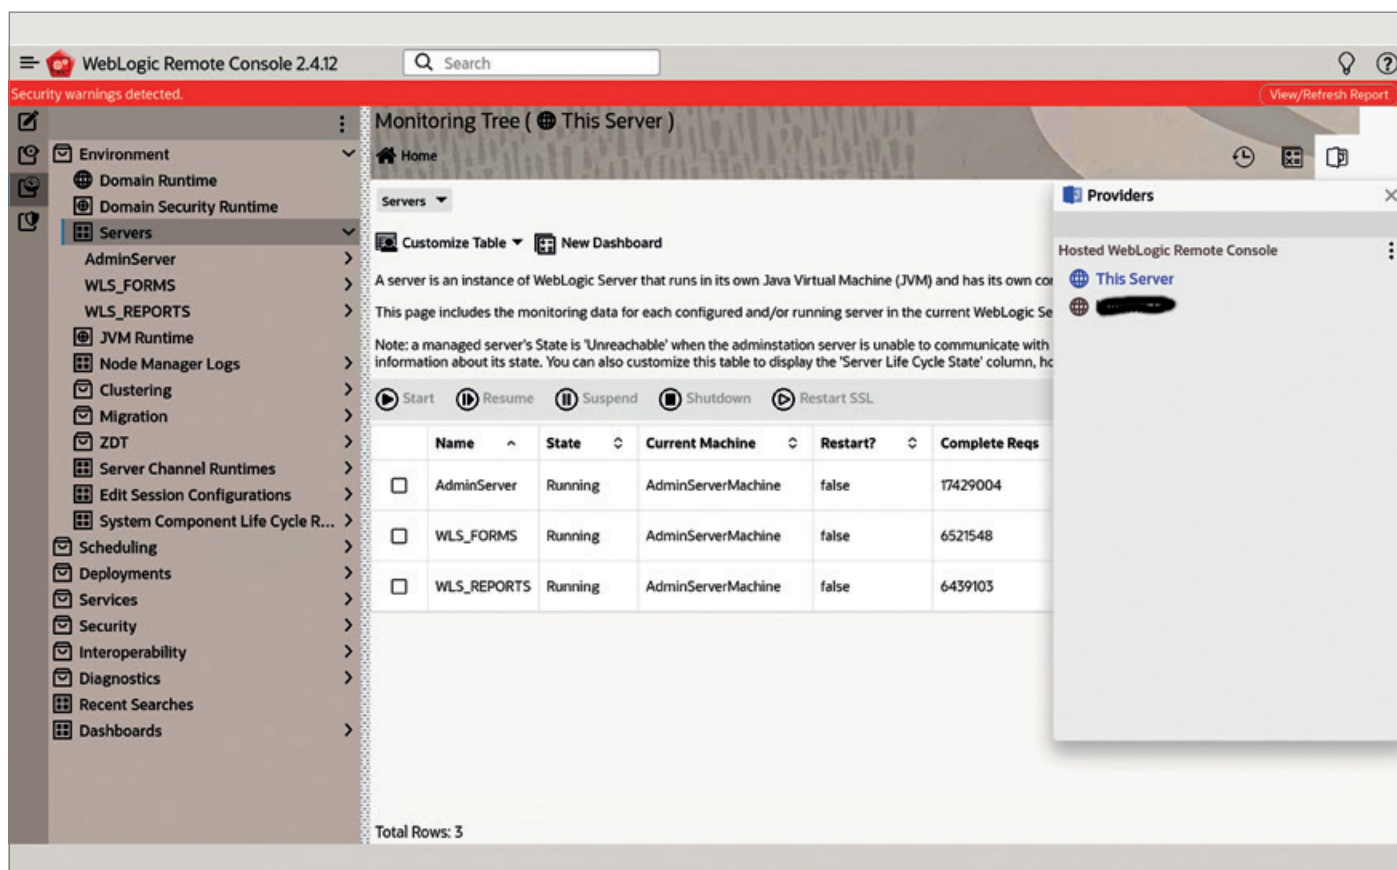 WebLogic Remote Console 2.4.12
Search
Security warnings detected.
View/Refresh Report
Environment
Domain Runtime
Domain Security Runtime
Servers
AdminServer
WLS_FORMS
WLS_REPORTS
JVM Runtime
Node Manager Logs
Clustering
Migration
ZDT
Server Channel Runtimes
Edit Session Configurations
System Component Life Cycle R...
Scheduling
Deployments
Services
Security
Interoperability
Diagnostics
Recent Searches
Dashboards
Monitoring Tree ( This Server )
Home
Servers
Customize Table New Dashboard
A server is an instance of WebLogic Server that runs in its own Java Virtual Machine (JVM) and has its own cor
This page includes the monitoring data for each configured and/or running server in the current WebLogic Se
Note: a managed server's State is 'Unreachable' when the adminstation server is unable to communicate with
information about its state. You can also customize this table to display the 'Server Life Cycle State' column, ho
Start Resume Suspend Shutdown Restart SSL
Name State Current Machine Restart? Complete Reqs
AdminServer Running AdminServerMachine false 17429004
WLS_FORMS Running AdminServerMachine false 6521548
WLS_REPORTS Running AdminServerMachine false 6439103
Total Rows: 3
Providers
Hosted WebLogic Remote Console
This Server